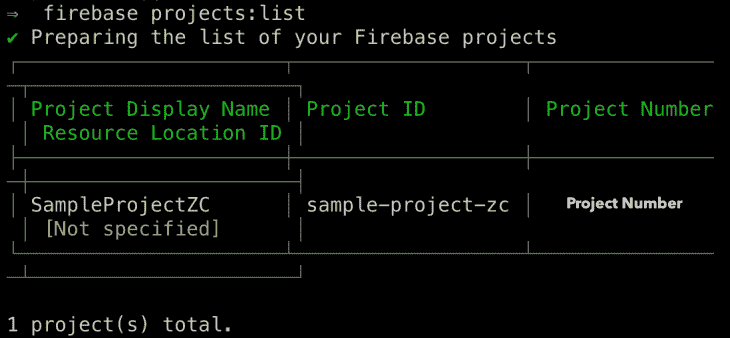 ⇒ firebase projects:list
✔ Preparing the list of your Firebase projects
Project Display Name │ Project ID │ Project Number
Resource Location ID
SampleProjectZC │ sample-project-zc │ Project Number
[Not specified]
1 project(s) total.